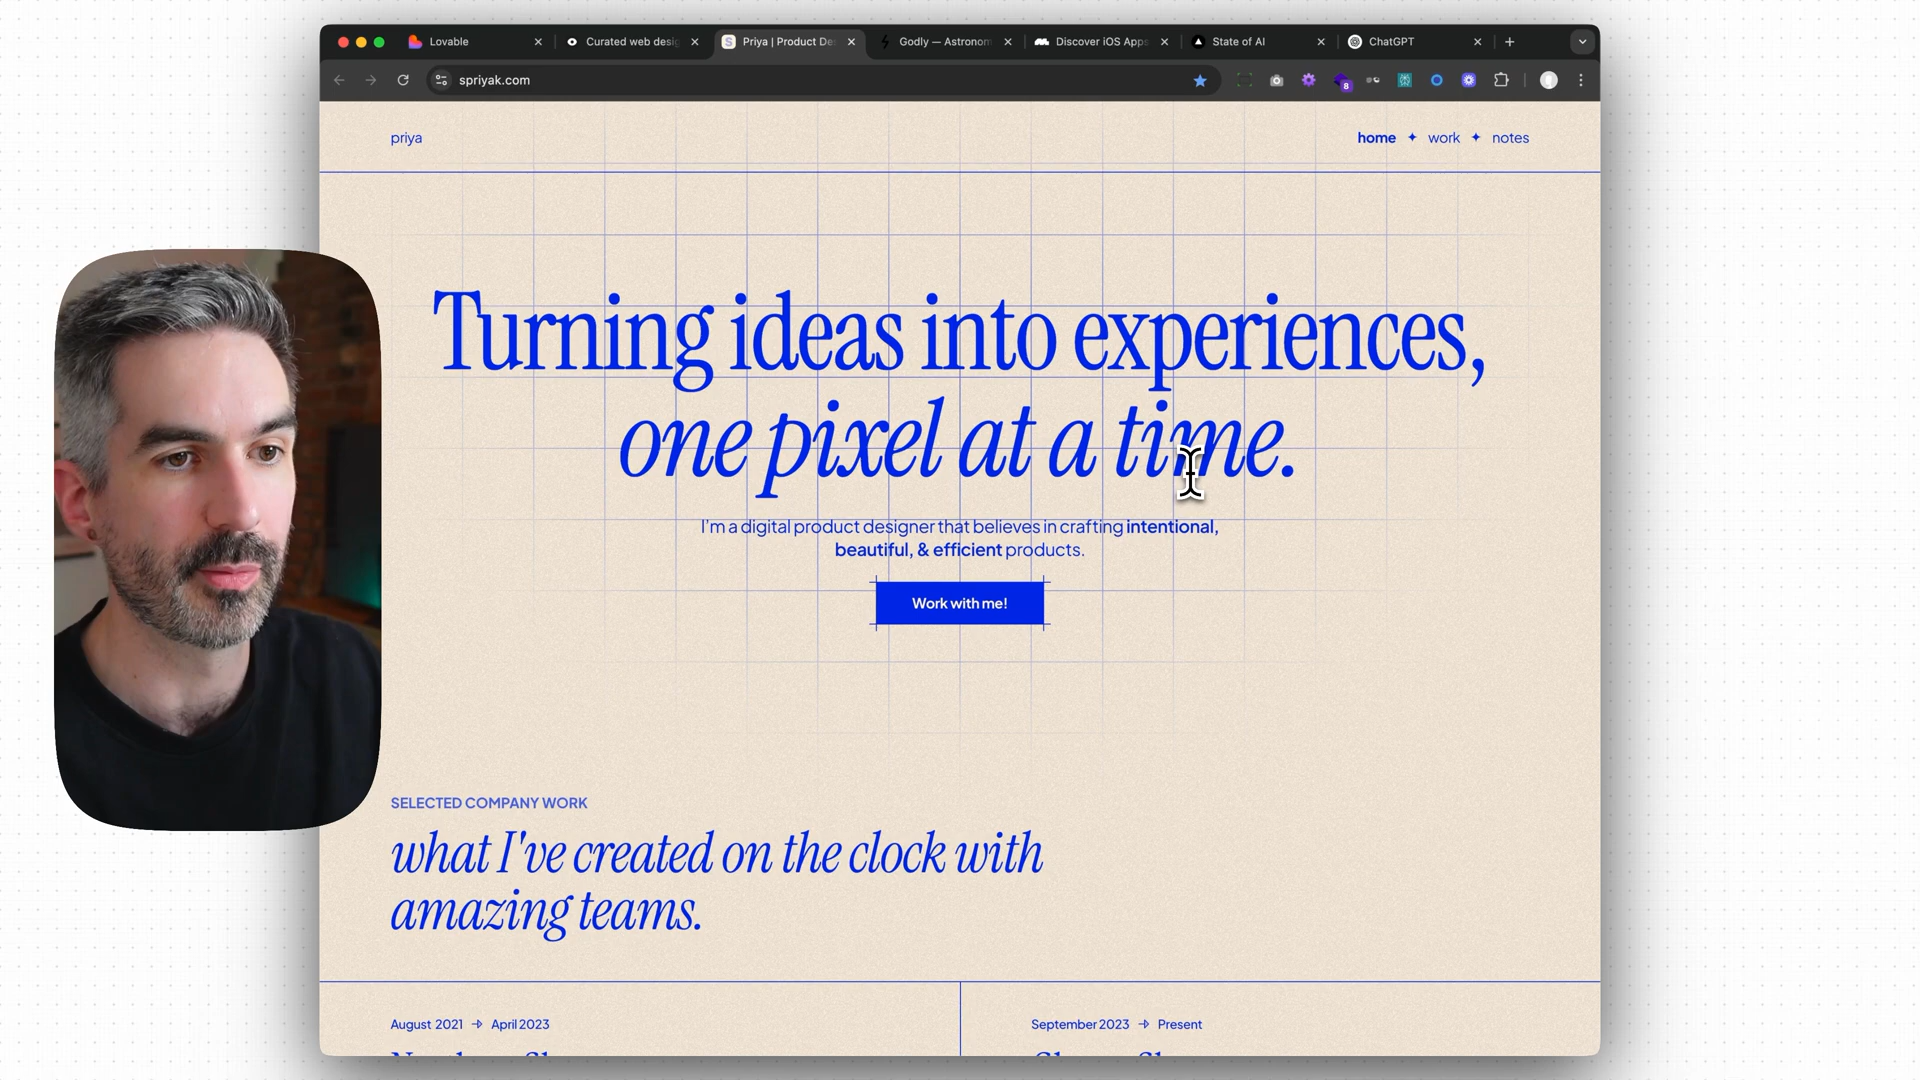 Lovable
Curated web desig
Priya | Product De
Godly — Astronom
Discover iOS Apps
State of AI
ChatGPT
spriyak.com
8
priya
home ✦ work ✦ notes
Turning ideas into experiences,
one pixel at a time.
I'm a digital product designer that believes in crafting intentional,
beautiful, & efficient products.
Work with me!
SELECTED COMPANY WORK
what I've created on the clock with
amazing teams.
August 2021 → April 2023
September 2023 → Present